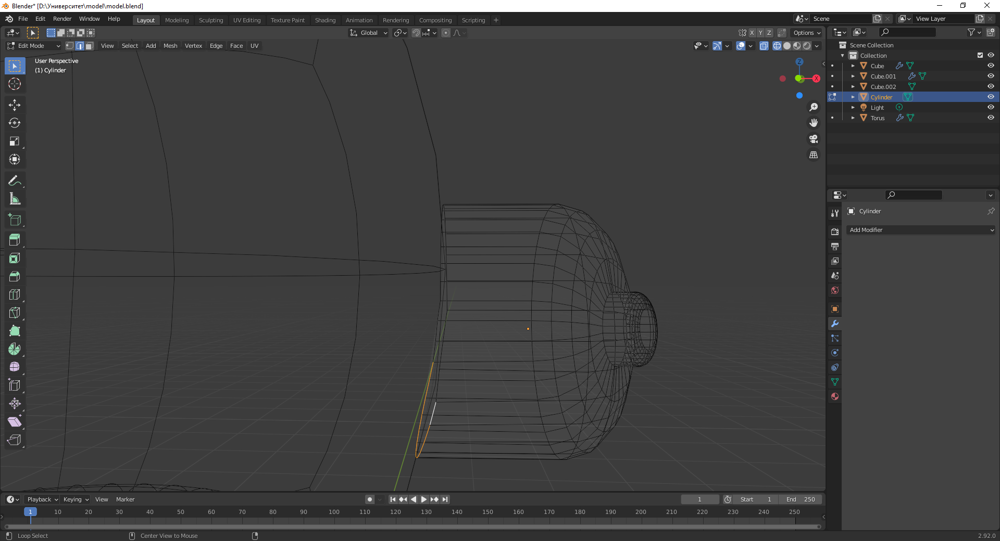 Blender* [D:\Университет\model\model.blend]
File Edit Render Window Help
Layout Modeling Sculpting UV Editing Texture Paint Shading Animation Rendering Compositing Scripting +
Scene
View Layer
Global
X Y Z
Options
Edit Mode
View Select Add Mesh Vertex Edge Face UV
User Perspective
(1) Cylinder
Z
X
Scene Collection
Collection
Cube
Cube.001
Cube.002
Cylinder
Light
Torus
Cylinder
Add Modifier
Playback Keying View Marker
1
Start 1
End 250
1 10 20 30 40 50 60 70 80 90 100 110 120 130 140 150 160 170 180 190 200 210 220 230 240 250
Loop Select
Center View to Mouse
2.92.0